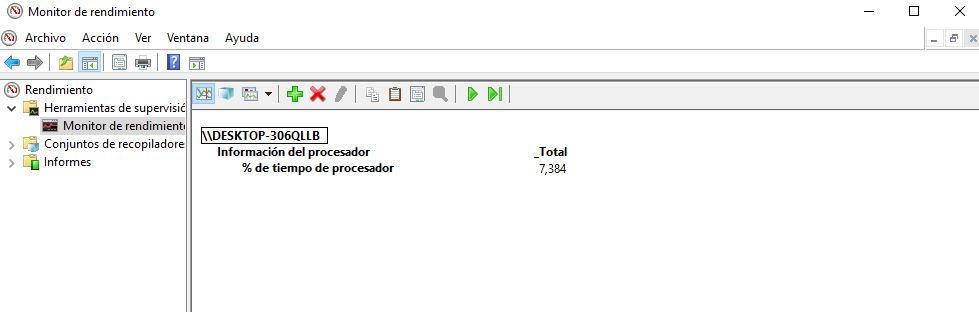 Monitor de rendimiento
Archivo Acción Ver Ventana Ayuda
Rendimiento
Herramientas de supervisió
Monitor de rendimiento
Conjuntos de recopiladore
Informes
\\DESKTOP-306QLLB
Información del procesador _Total
% de tiempo de procesador 7,384